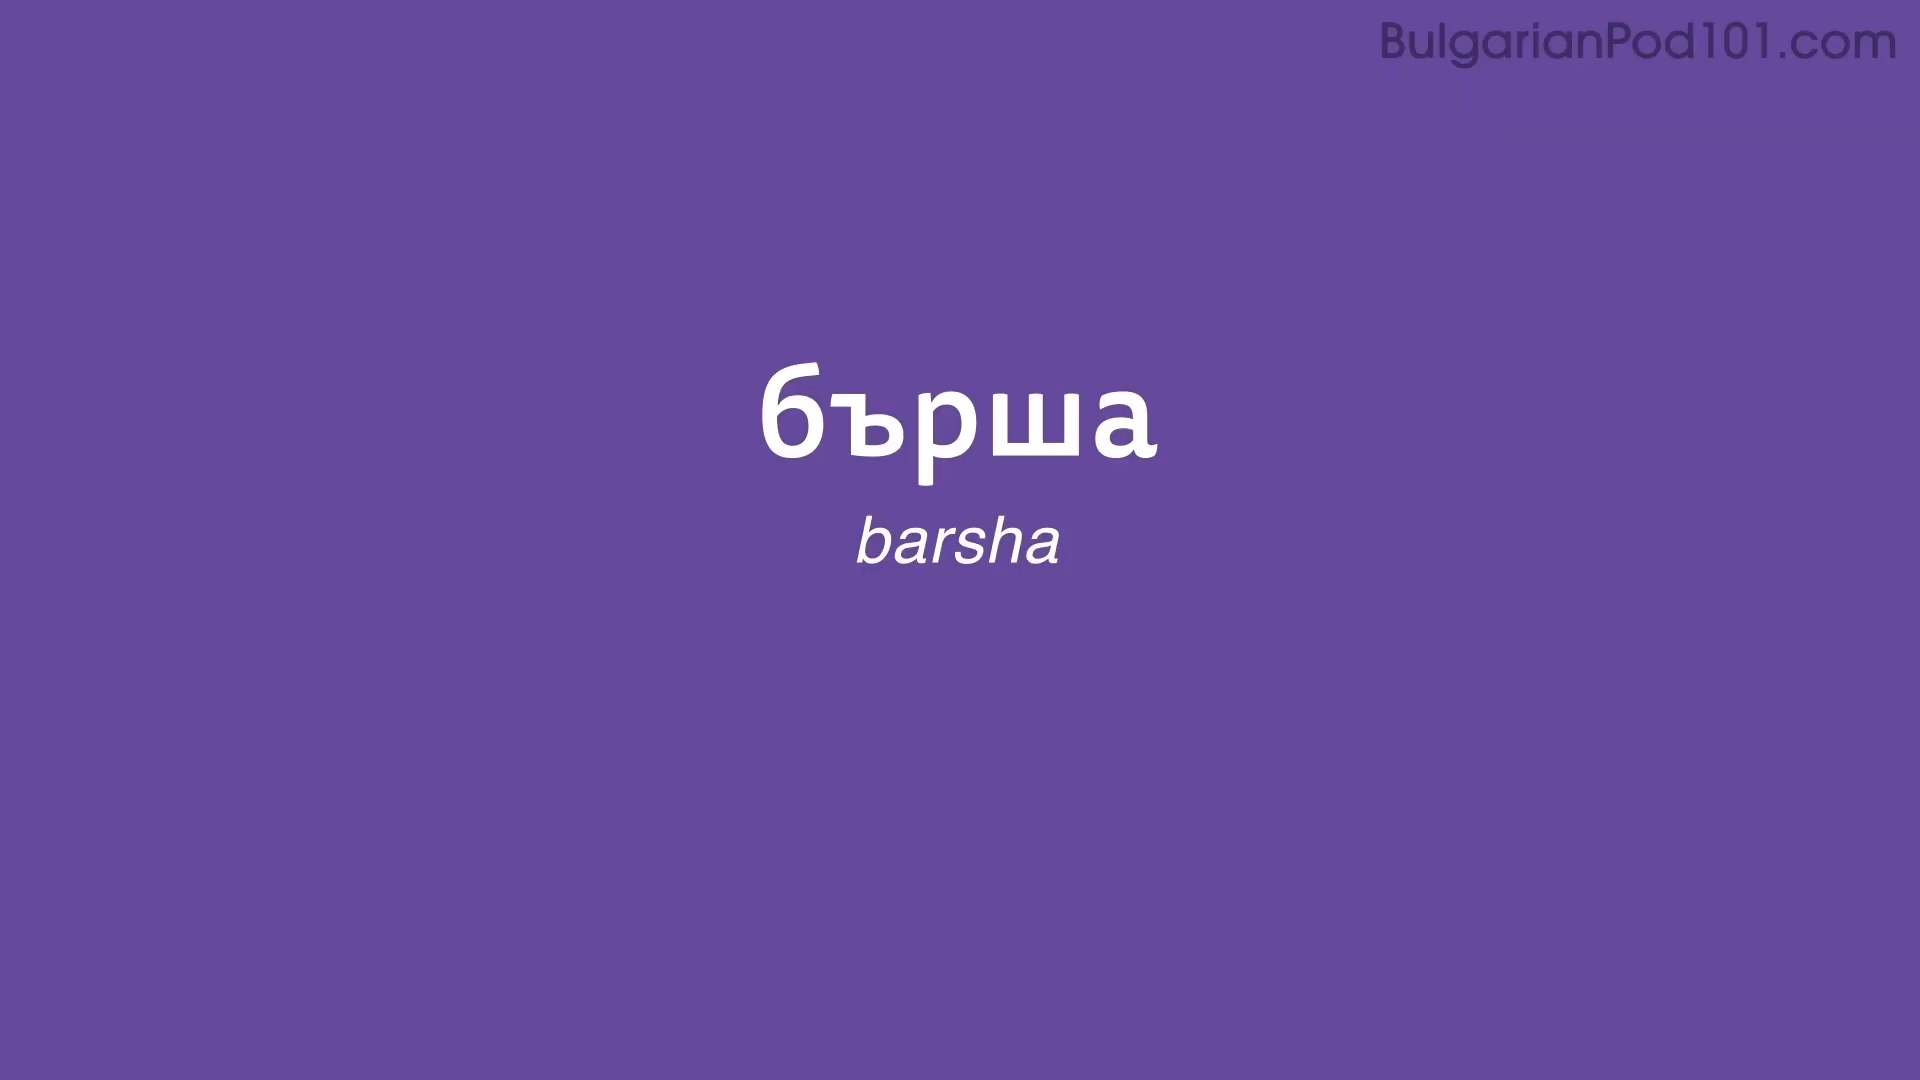 BulgarianPod101.com
бърша
barsha